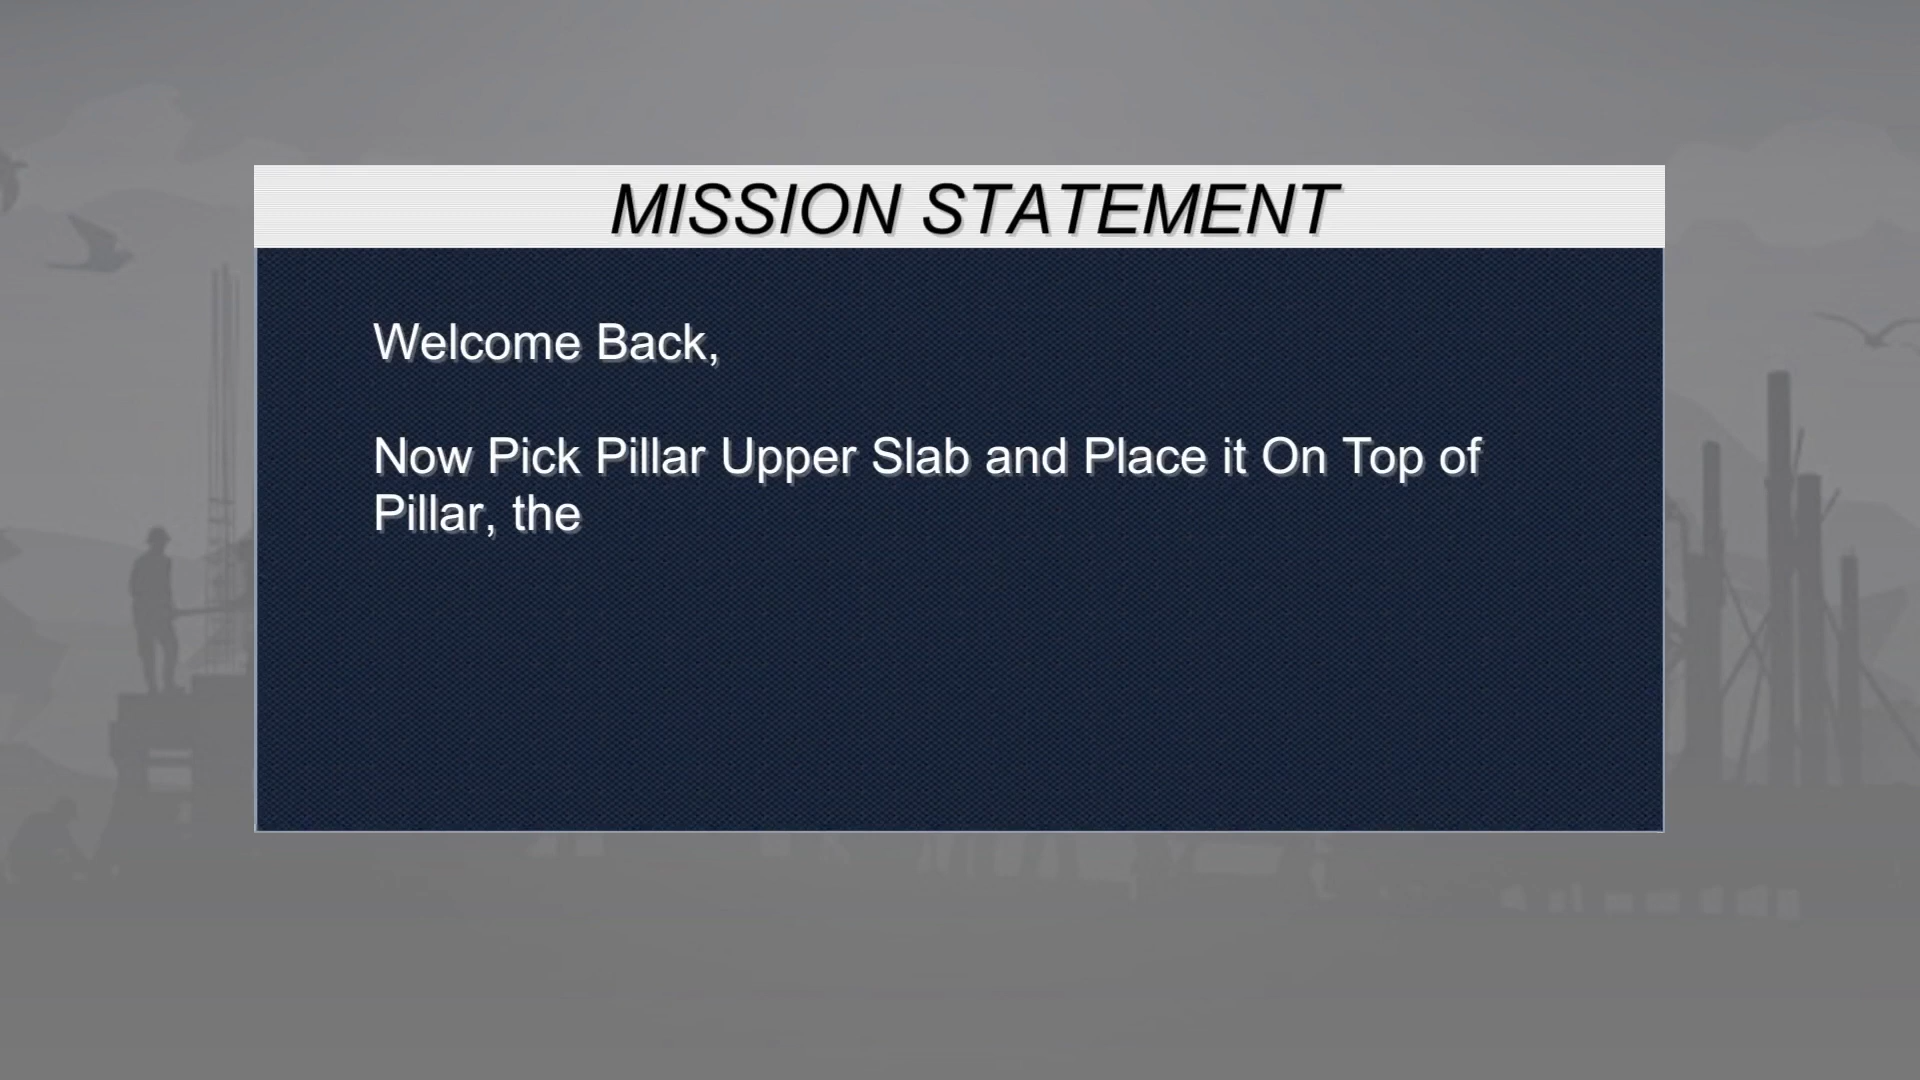 MISSION STATEMENT
Welcome Back,
Now Pick Pillar Upper Slab and Place it On Top of
Pillar, the